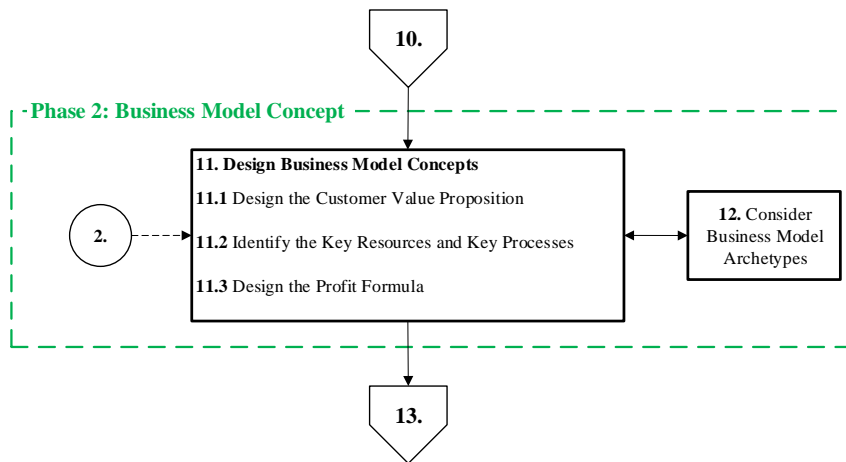 10.
Phase 2: Business Model Concept
11. Design Business Model Concepts
11.1 Design the Customer Value Proposition
11.2 Identify the Key Resources and Key Processes
11.3 Design the Profit Formula
2.
12. Consider
Business Model
Archetypes
13.